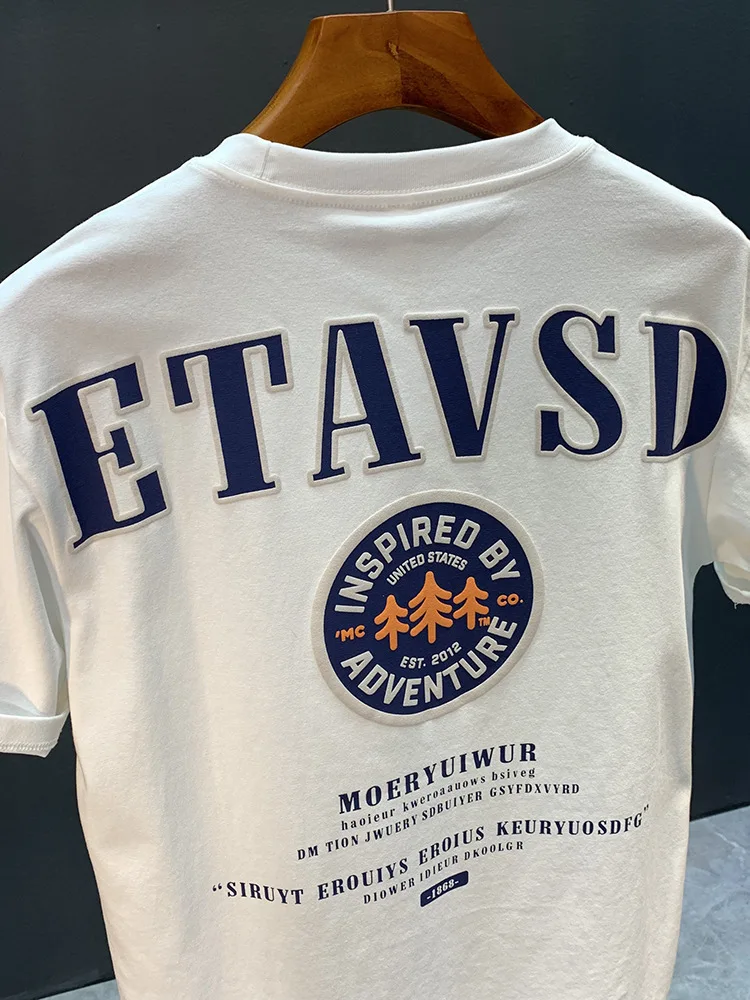 ETAVSD
INSPIRED BY
UNITED STATES
'MC CO.
TM
EST. 2012
ADVENTURE
MOERYUIWUR
haoieur kweroaauows bsiveg
DM TION JWUERY SDBUIYER GSYFDXVYRD
“SIRUYT EROUIYS EROIUS KEURYUOSDFG”
DIOWER IDIEUR DKOOLGR
-1868-